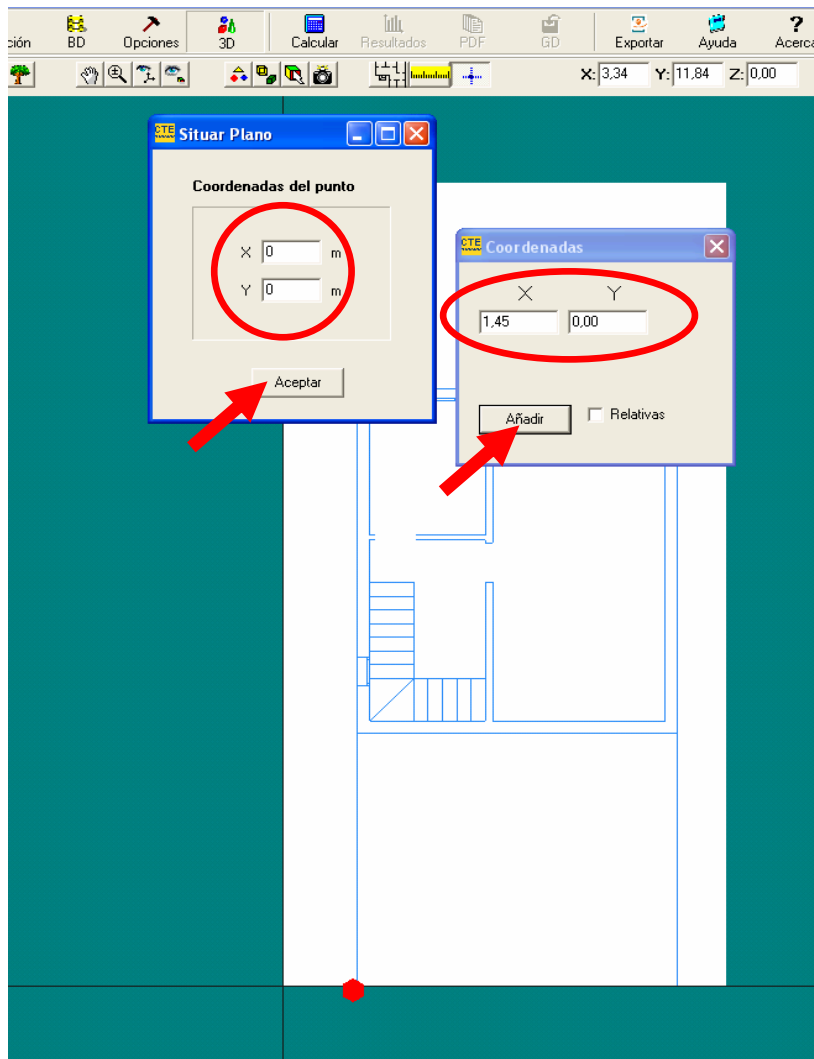 ción BD Opciones 3D Calcular Resultados PDF GD Exportar Ayuda Acerca
X: 3,34 Y: 11,84 Z: 0,00
CTE Situar Plano
Coordenadas del punto
X 0 m
Y 0 m
Aceptar
CTE Coordenadas
X Y
1,45 0,00
Añadir Relativas